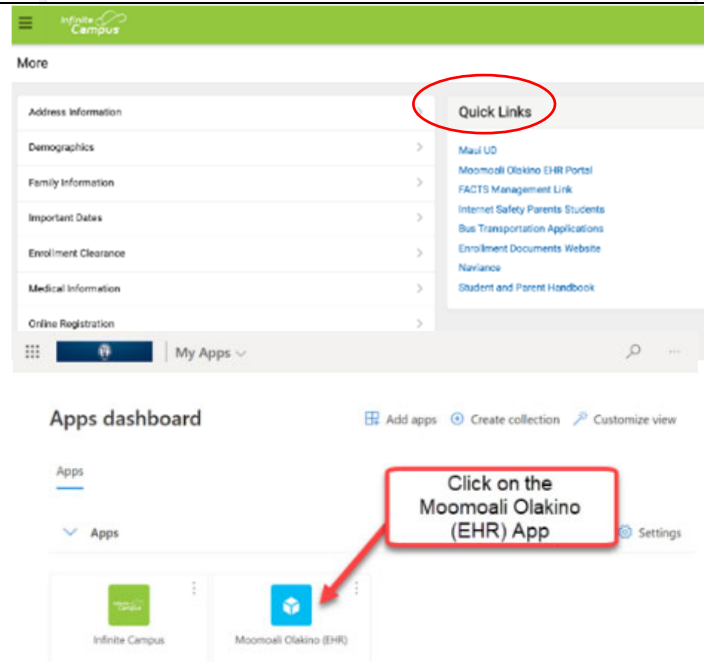 Infinite Campus
More
Address Information
Demographics
Family Information
Important Dates
Enrollment Clearance
Medical Information
Online Registration
Quick Links
Maui UD
Moomoali Olakino EHR Portal
FACTS Management Link
Internet Safety Parents Students
Bus Transportation Applications
Enrollment Documents Website
Naviance
Student and Parent Handbook
My Apps
Apps dashboard
Add apps
Create collection
Customize view
Apps
Click on the
Moomoali Olakino
(EHR) App
Apps
Settings
Infinite Campus
Infinite Campus
Moomoali Olakino (EHR)